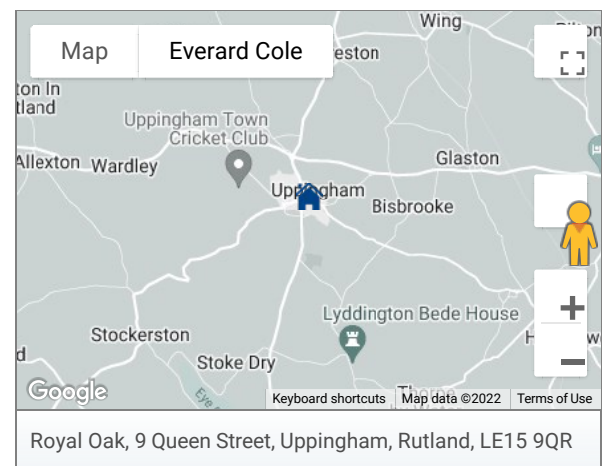 Wing
Map
Everard Cole
eston
ton In
tland
Uppingham Town
Cricket Club
Allexton
Wardley
Glaston
Uppingham
Bisbrooke
Lyddington Bede House
Stockerston
Stoke Dry
Google
Keyboard shortcuts
Map data ©2022
Terms of Use
Royal Oak, 9 Queen Street, Uppingham, Rutland, LE15 9QR